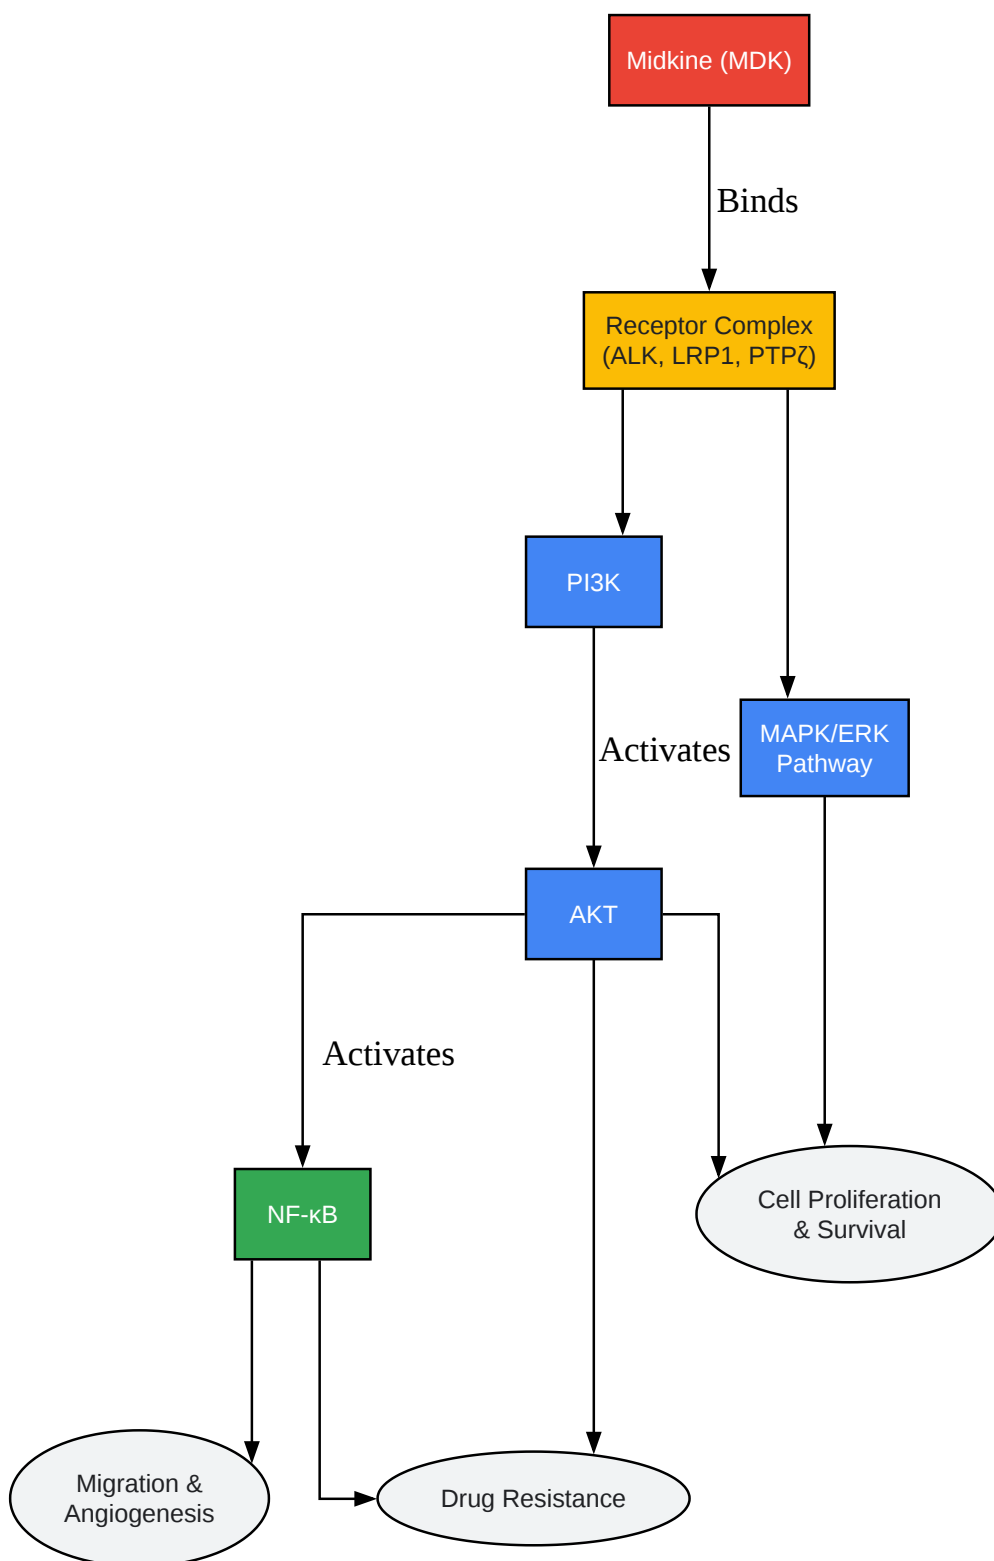 Midkine (MDK)
Binds
Receptor Complex
(ALK, LRP1, PTPζ)
PI3K
Activates
MAPK/ERK
Pathway
AKT
Activates
NF-κB
Cell Proliferation
& Survival
Migration &
Angiogenesis
Drug Resistance